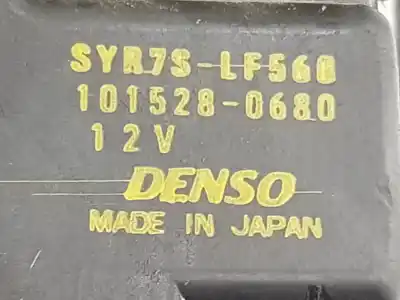 SYR7S-LF560
101528-0680
12V
DENSO
MADE IN JAPAN